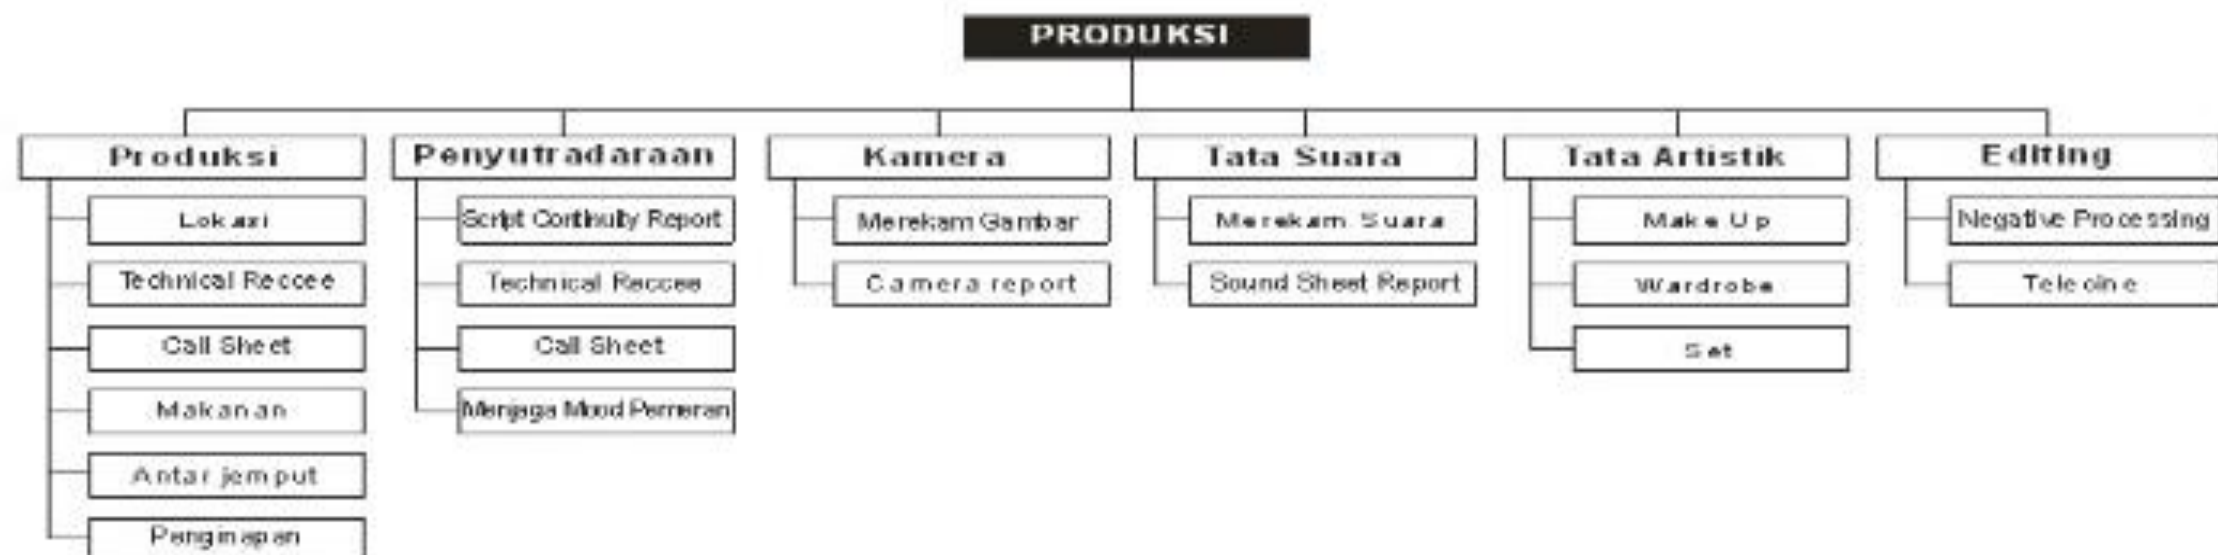 PRODUKSI
Produksi
Lokasi
Technical Reccee
Call Sheet
Makanan
Antar jemput
Penginapan
Penyutradaraan
Script Continuity Report
Technical Reccee
Call Sheet
Menjaga Mood Pemeran
Kamera
Merekam Gambar
Camera report
Tata Suara
Merekam Suara
Sound Sheet Report
Tata Artistik
Make Up
Wardrobe
Set
Editing
Negative Processing
Telecine